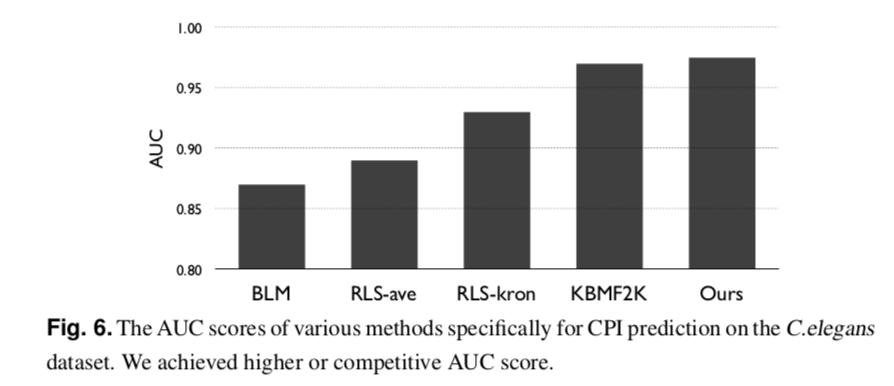 1.00
0.95
0.90
0.85
0.80
AUC
BLM RLS-ave RLS-kron KBMF2K Ours
Fig. 6. The AUC scores of various methods specifically for CPI prediction on the C.elegans
dataset. We achieved higher or competitive AUC score.